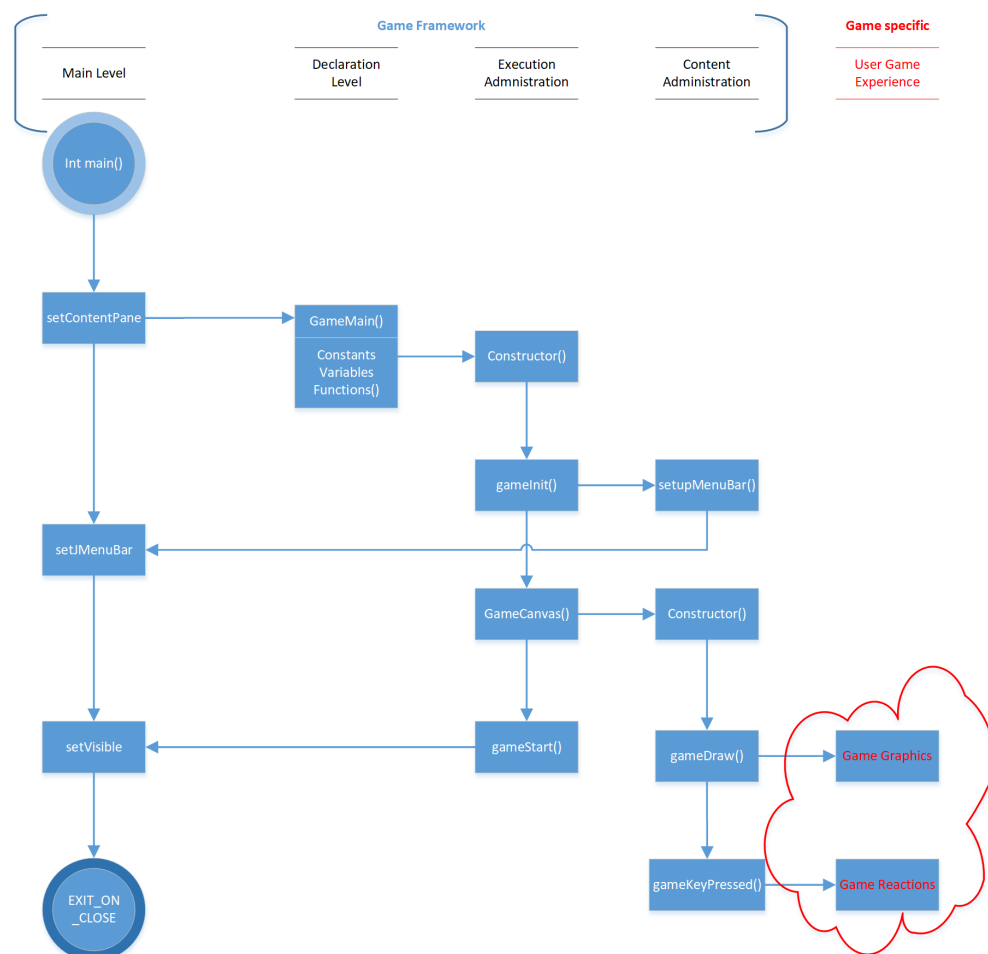 Game Framework
Game specific
Main Level
Declaration
Level
Execution
Admnistration
Content
Administration
User Game
Experience
Int main()
setContentPane
GameMain()
Constants
Variables
Functions()
Constructor()
gameInit()
setupMenuBar()
setJMenuBar
GameCanvas()
Constructor()
setVisible
gameStart()
gameDraw()
Game Graphics
gameKeyPressed()
Game Reactions
EXIT_ON
_CLOSE